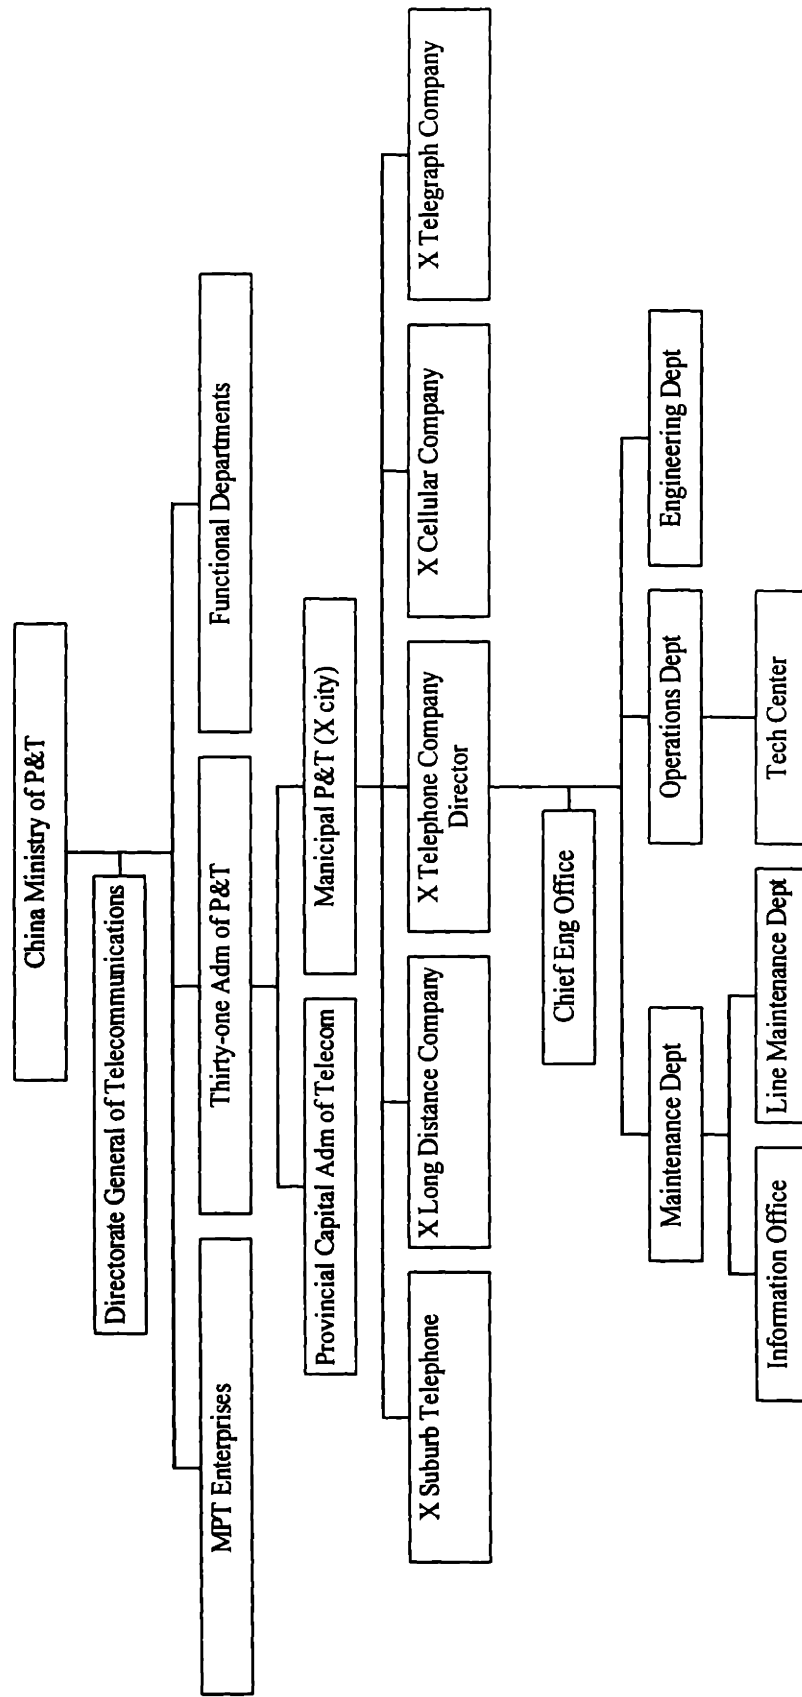 China Ministry of P&T
Directorate General of Telecommunications
MPT Enterprises
Thirty-one Adm of P&T
Functional Departments
Provincial Capital Adm of Telecom
Manicipal P&T (X city)
X Suburb Telephone
X Long Distance Company
X Telephone Company
Director
X Cellular Company
X Telegraph Company
Chief Eng Office
Maintenance Dept
Operations Dept
Engineering Dept
Information Office
Line Maintenance Dept
Tech Center